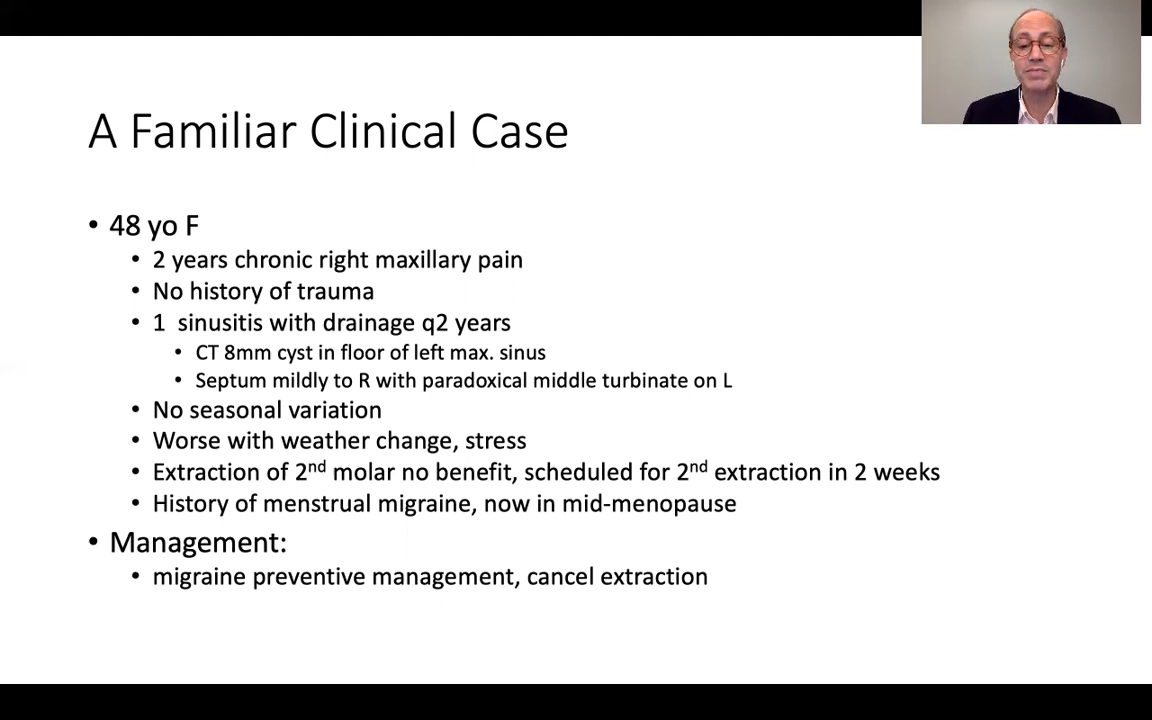 A Familiar Clinical Case
• 48 yo F
• 2 years chronic right maxillary pain
• No history of trauma
• 1  sinusitis with drainage q2 years
• CT 8mm cyst in floor of left max. sinus
• Septum mildly to R with paradoxical middle turbinate on L
• No seasonal variation
• Worse with weather change, stress
• Extraction of 2nd molar no benefit, scheduled for 2nd extraction in 2 weeks
• History of menstrual migraine, now in mid-menopause
• Management:
• migraine preventive management, cancel extraction